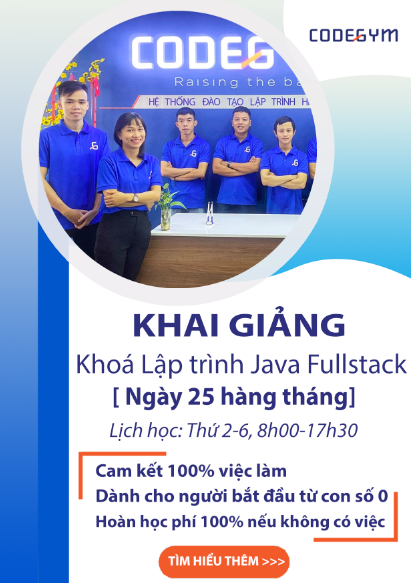 CODEGYM
CODEG
Raising the ba
HỆ THỐNG ĐÀO TẠO LẬP TRÌNH H
KHAI GIẢNG
Khoá Lập trình Java Fullstack
[ Ngày 25 hàng tháng]
Lịch học: Thứ 2-6, 8h00-17h30
Cam kết 100% việc làm
Dành cho người bắt đầu từ con số 0
Hoàn học phí 100% nếu không có việc
TÌM HIỂU THÊM >>>